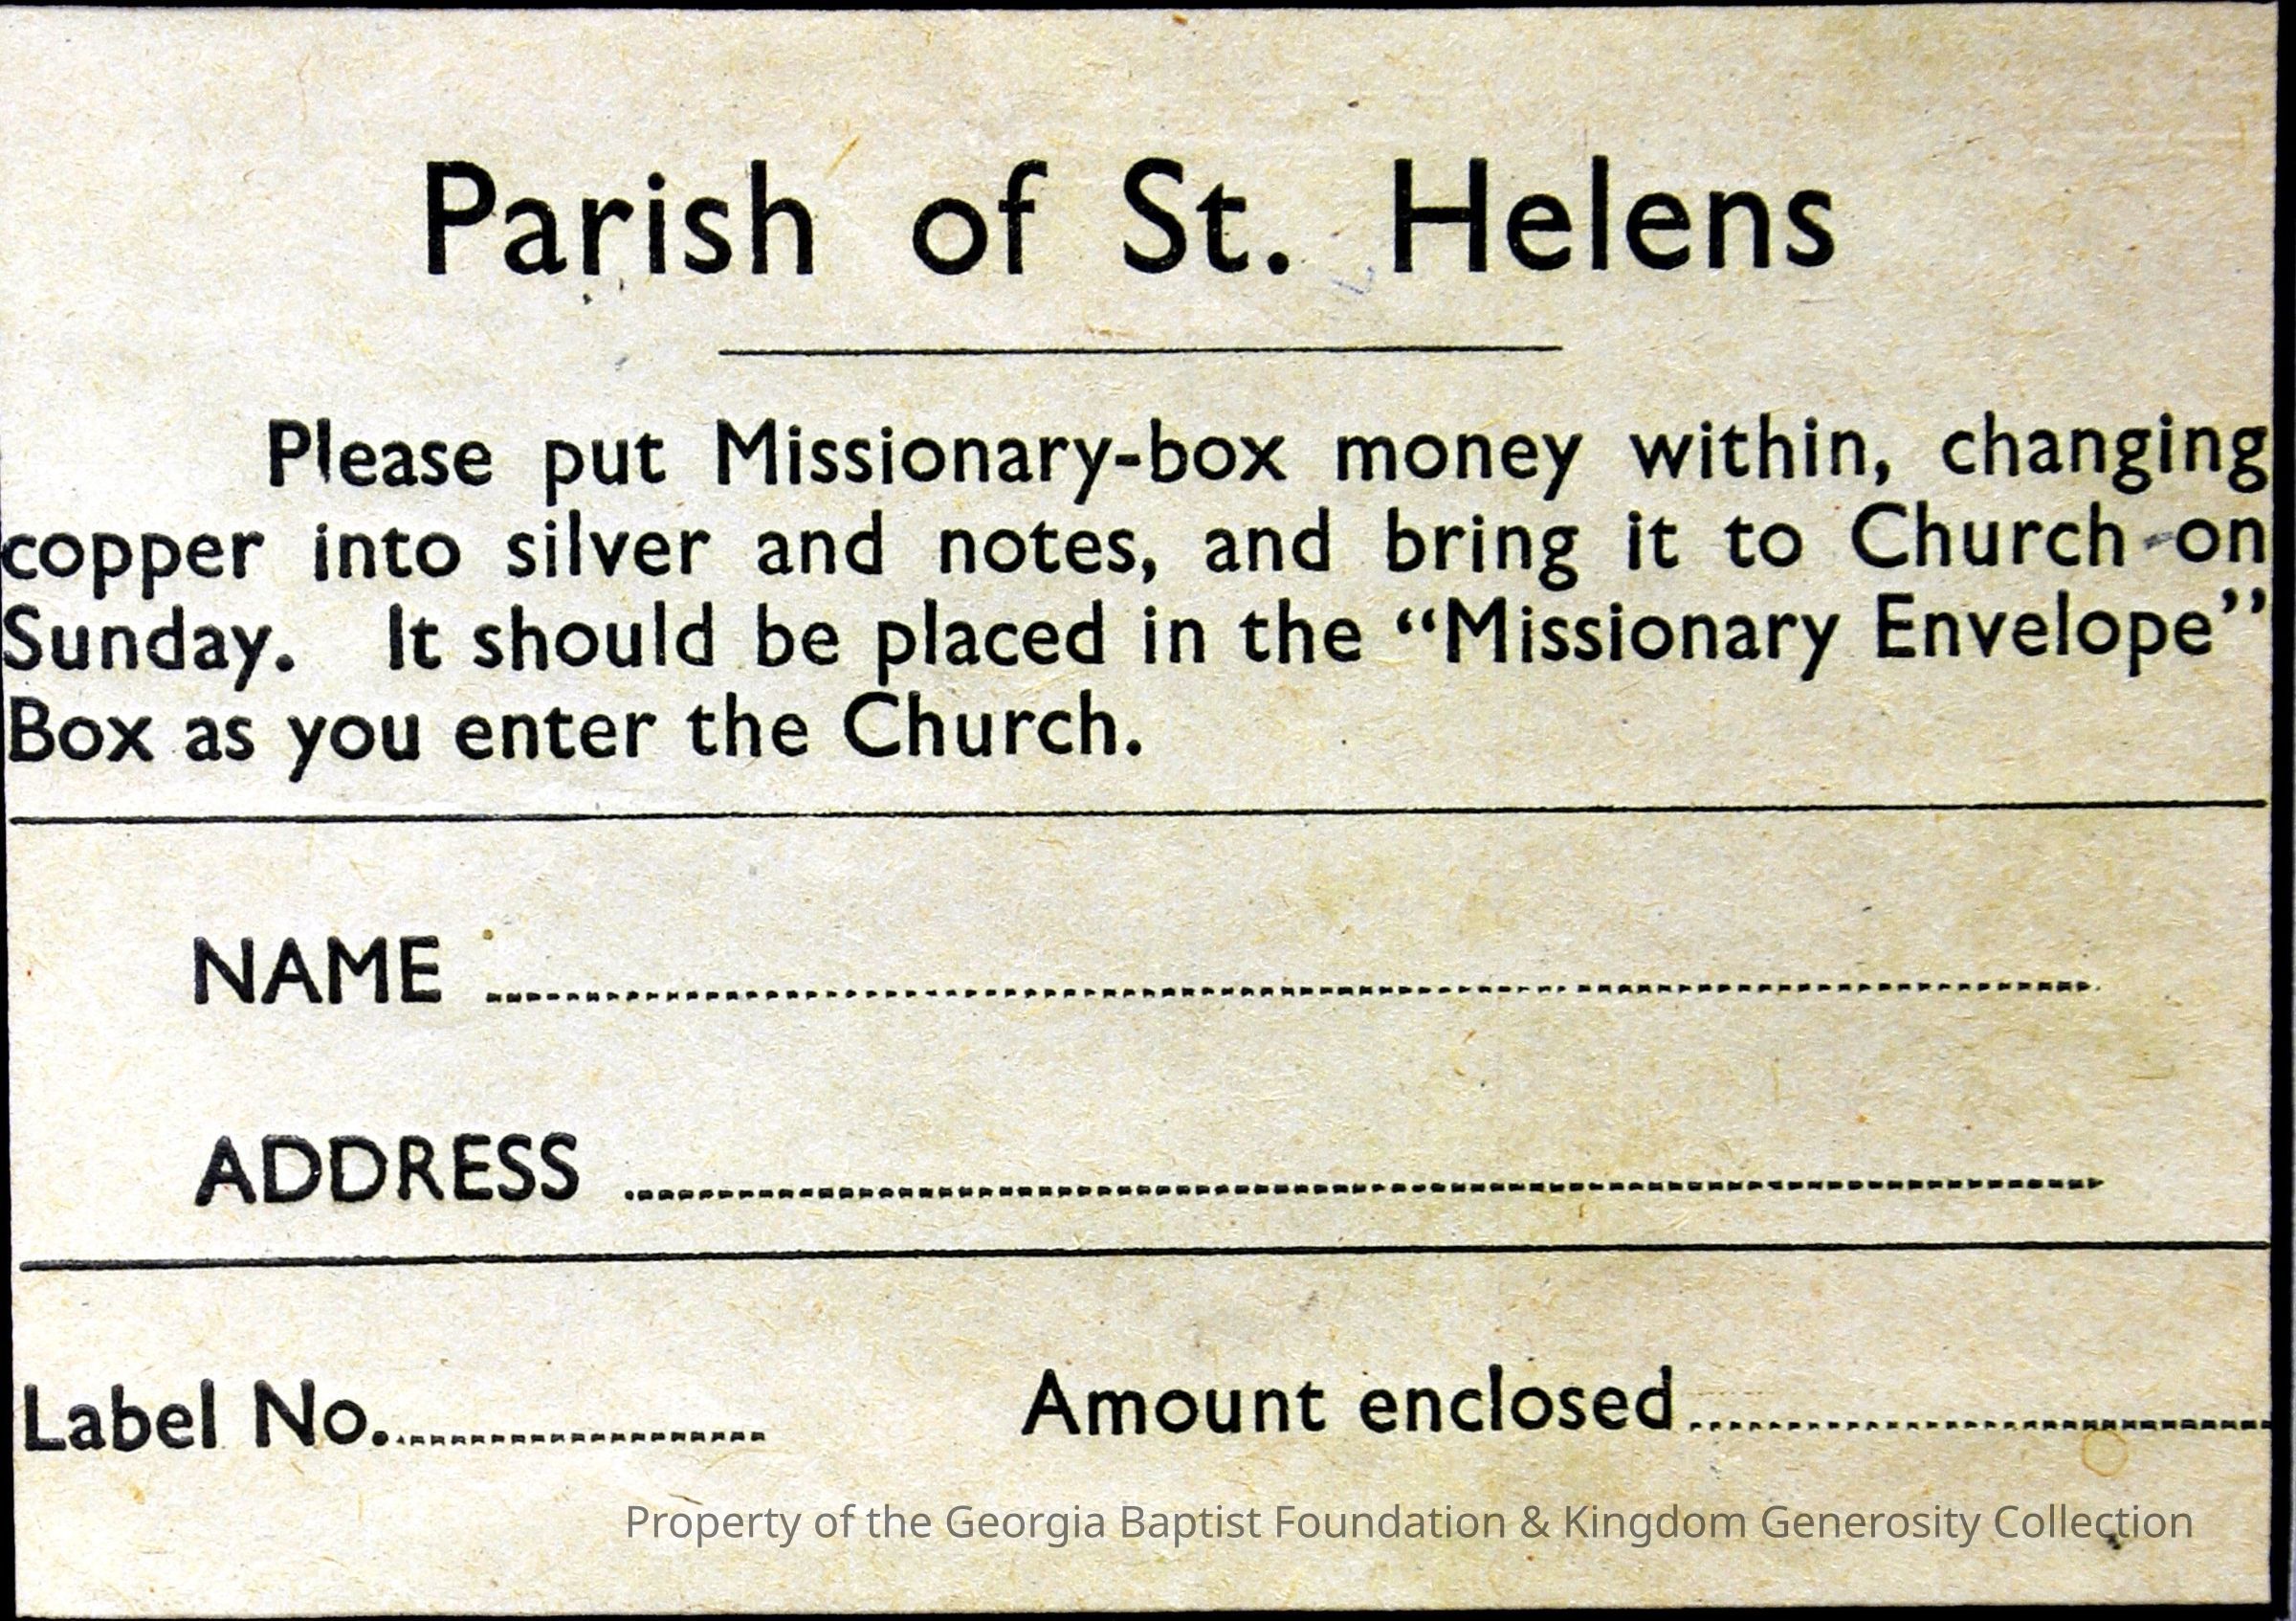 Parish of St. Helens
Please put Missionary-box money within, changing
copper into silver and notes, and bring it to Church on
Sunday. It should be placed in the “Missionary Envelope”
Box as you enter the Church.
NAME ........................................
ADDRESS ........................................
Label No. .................... Amount enclosed ....................
Property of the Georgia Baptist Foundation & Kingdom Generosity Collection